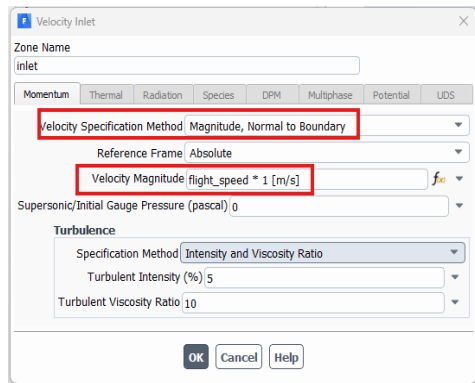 Velocity Inlet
Zone Name
inlet
Momentum Thermal Radiation Species DPM Multiphase Potential UDS
Velocity Specification Method Magnitude, Normal to Boundary
Reference Frame Absolute
Velocity Magnitude flight_speed * 1 [m/s]
Supersonic/Initial Gauge Pressure (pascal) 0
Turbulence
Specification Method Intensity and Viscosity Ratio
Turbulent Intensity (%) 5
Turbulent Viscosity Ratio 10
OK Cancel Help